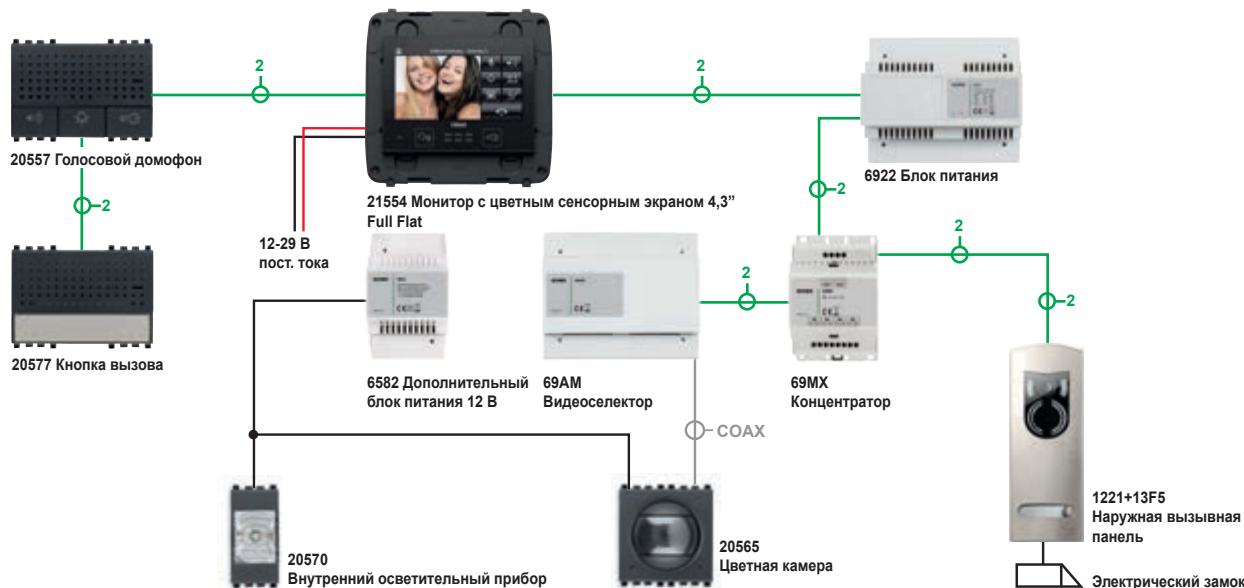 2
2
20557 Голосовой домофон
6922 Блок питания
21554 Монитор с цветным сенсорным экраном 4,3”
Full Flat
2
2
12-29 В
пост. тока
2
2
2
20577 Кнопка вызова
6582 Дополнительный
блок питания 12 В
69AM
Видеоселектор
69MX
Концентратор
COAX
1221+13F5
Наружная вызывная
панель
20570
Внутренний осветительный прибор
20565
Цветная камера
Электрический замок